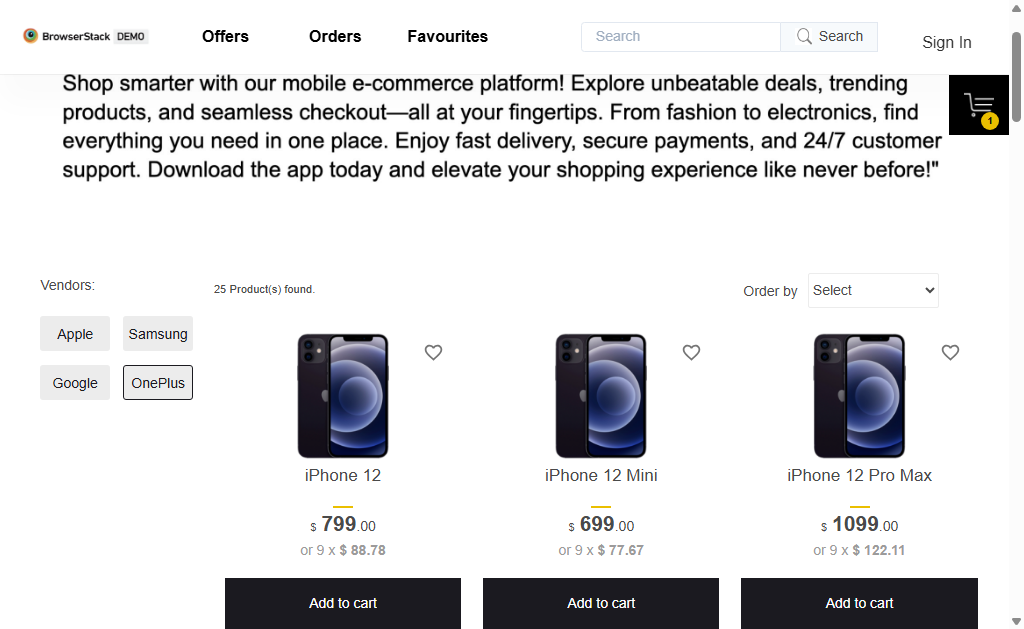 BrowserStack DEMO
Offers
Orders
Favourites
Search
Search
Sign In
Shop smarter with our mobile e-commerce platform! Explore unbeatable deals, trending
products, and seamless checkout—all at your fingertips. From fashion to electronics, find
everything you need in one place. Enjoy fast delivery, secure payments, and 24/7 customer
support. Download the app today and elevate your shopping experience like never before!"
1
Vendors:
Apple
Samsung
Google
OnePlus
25 Product(s) found.
Order by
Select
iPhone 12
$ 799.00
or 9 x $ 88.78
Add to cart
iPhone 12 Mini
$ 699.00
or 9 x $ 77.67
Add to cart
iPhone 12 Pro Max
$ 1099.00
or 9 x $ 122.11
Add to cart